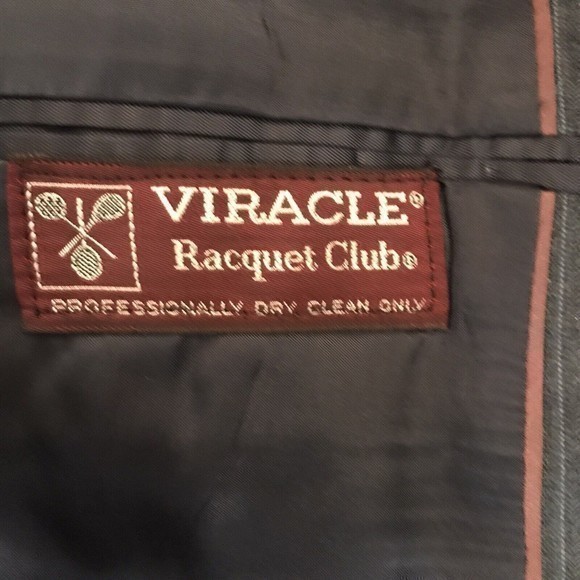 VIRACLE®
Racquet Club®
PROFESSIONALLY DRY CLEAN ONLY